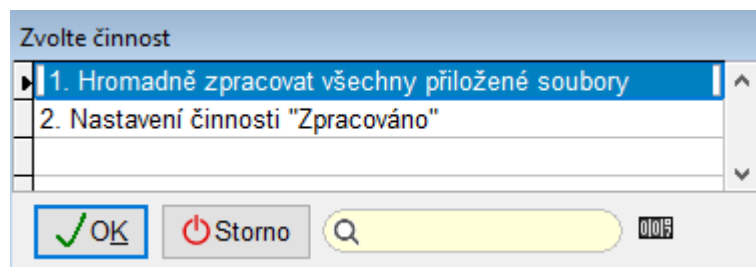 Zvolte činnost
1. Hromadně zpracovat všechny přiložené soubory
2. Nastavení činnosti "Zpracováno"
OK Storno